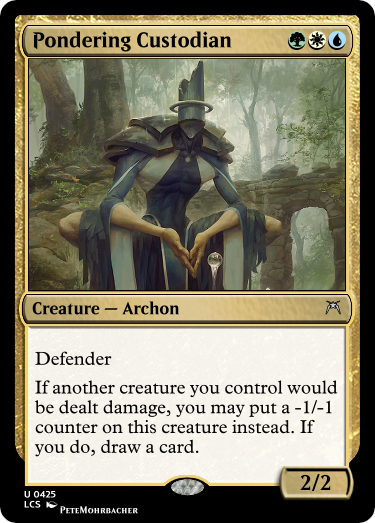 Pondering Custodian
Creature — Archon
Defender
If another creature you control would
be dealt damage, you may put a -1/-1
counter on this creature instead. If
you do, draw a card.
2/2
U 0425
LCS PeteMohrbacher